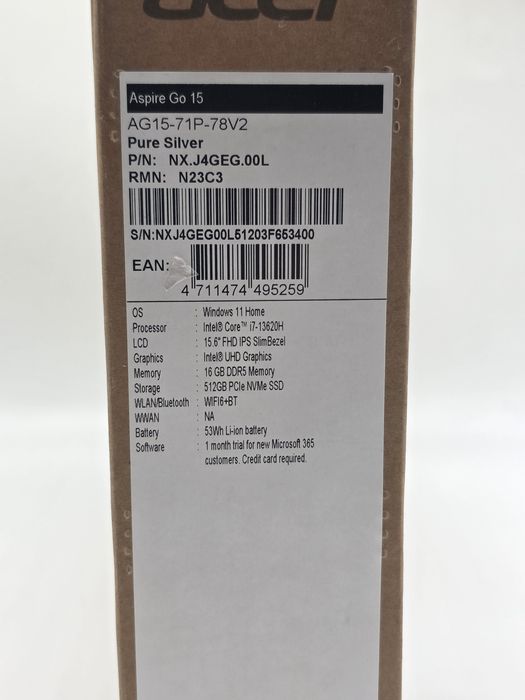 acer
Aspire Go 15
AG15-71P-78V2
Pure Silver
P/N: NX.J4GEG.00L
RMN: N23C3
S/N:NXJ4GEG00L51203F653400
EAN:
4 711474 495259
OS : Windows 11 Home
Processor : Intel® Core™ i7-13620H
LCD : 15.6" FHD IPS SlimBezel
Graphics : Intel® UHD Graphics
Memory : 16 GB DDR5 Memory
Storage : 512GB PCIe NVMe SSD
WLAN/Bluetooth : WIFI6+BT
WWAN : NA
Battery : 53Wh Li-ion battery
Software : 1 month trial for new Microsoft 365
customers. Credit card required.